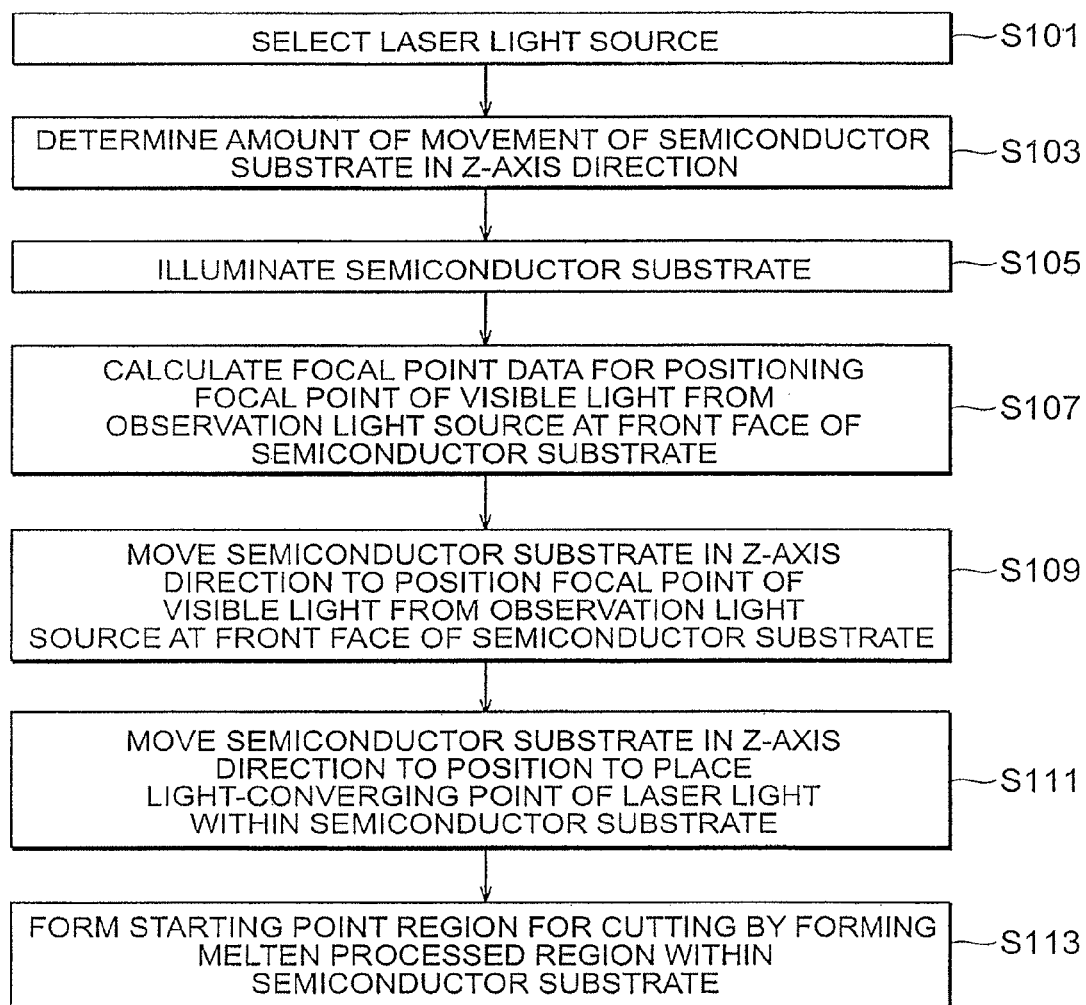 SELECT LASER LIGHT SOURCE
S101
DETERMINE AMOUNT OF MOVEMENT OF SEMICONDUCTOR
SUBSTRATE IN Z-AXIS DIRECTION
S103
ILLUMINATE SEMICONDUCTOR SUBSTRATE
S105
CALCULATE FOCAL POINT DATA FOR POSITIONING
FOCAL POINT OF VISIBLE LIGHT FROM
OBSERVATION LIGHT SOURCE AT FRONT FACE OF
SEMICONDUCTOR SUBSTRATE
S107
MOVE SEMICONDUCTOR SUBSTRATE IN Z-AXIS
DIRECTION TO POSITION FOCAL POINT OF
VISIBLE LIGHT FROM OBSERVATION LIGHT
SOURCE AT FRONT FACE OF SEMICONDUCTOR SUBSTRATE
S109
MOVE SEMICONDUCTOR SUBSTRATE IN Z-AXIS
DIRECTION TO POSITION TO PLACE
LIGHT-CONVERGING POINT OF LASER LIGHT
WITHIN SEMICONDUCTOR SUBSTRATE
S111
FORM STARTING POINT REGION FOR CUTTING BY FORMING
MELTEN PROCESSED REGION WITHIN
SEMICONDUCTOR SUBSTRATE
S113